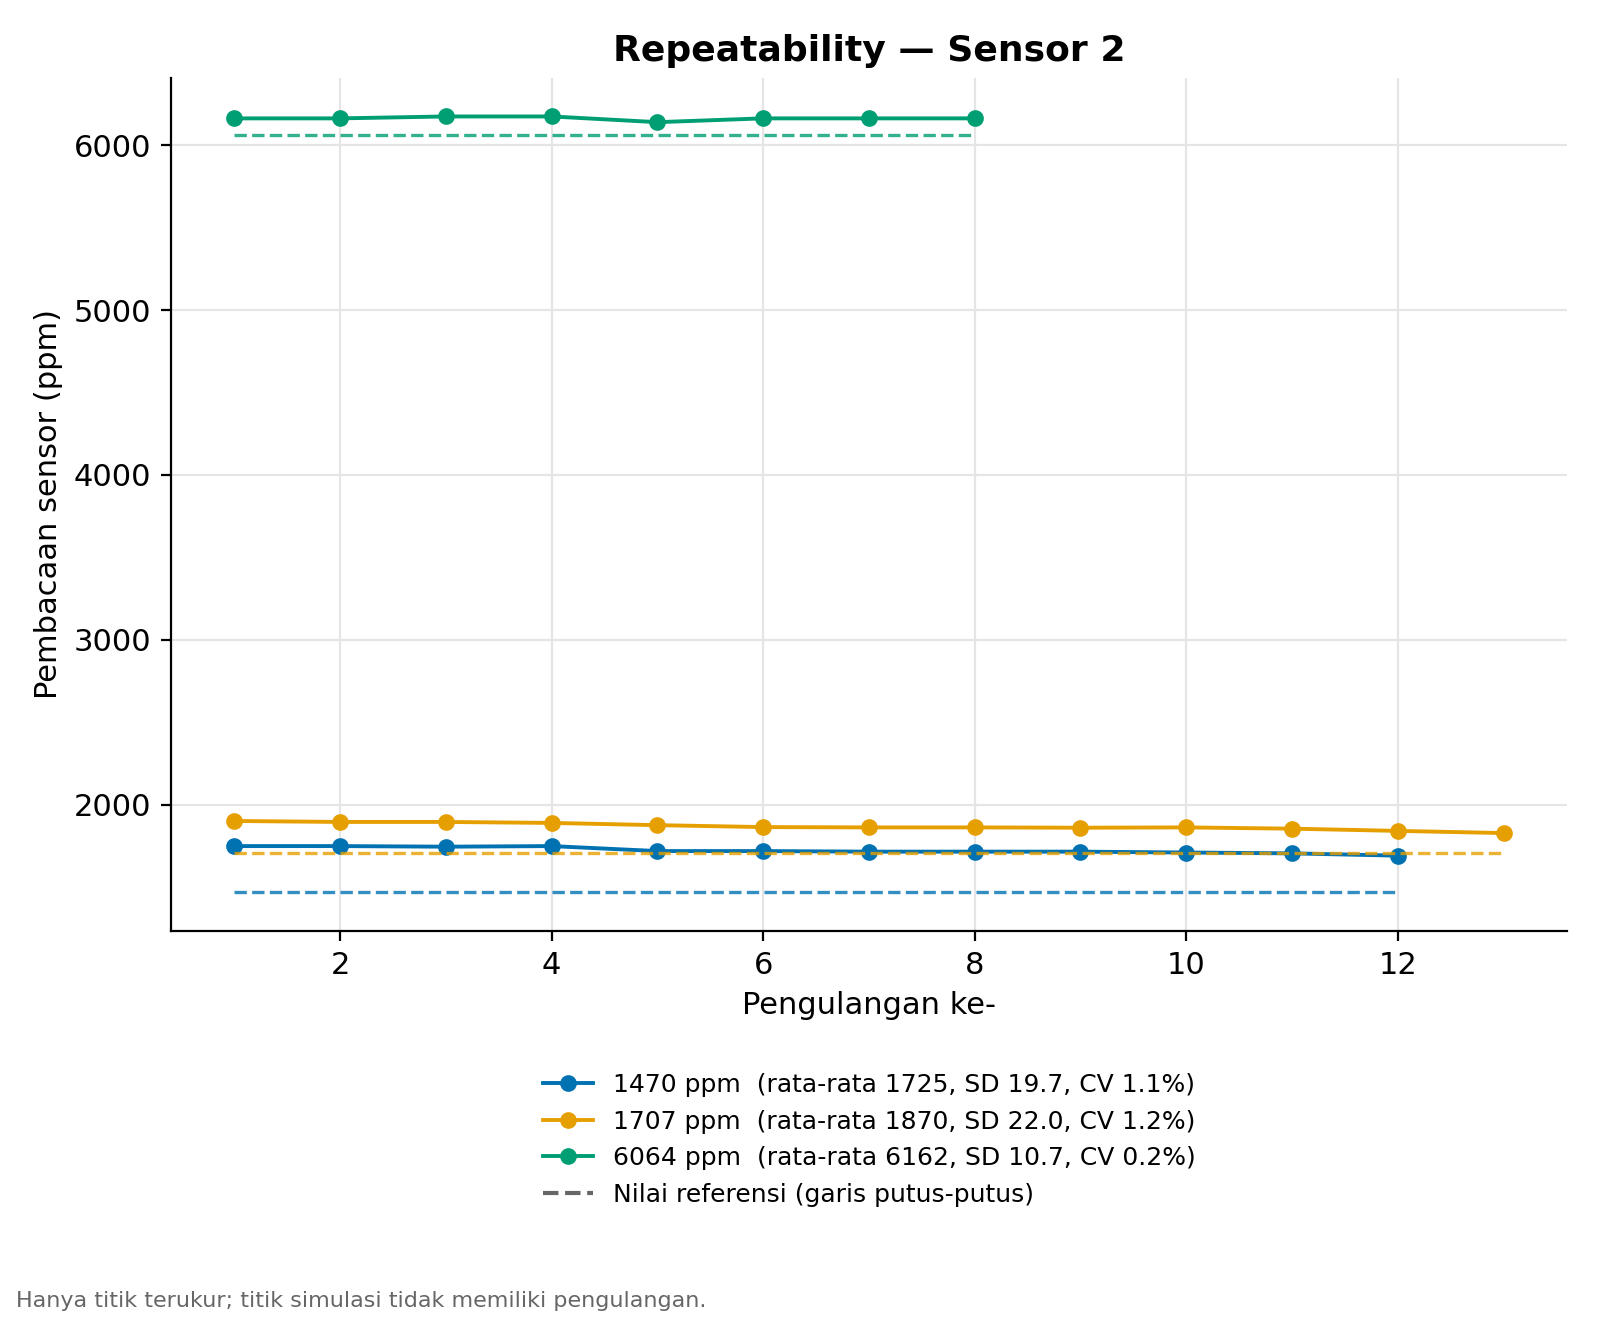 Repeatability — Sensor 2
Pembacaan sensor (ppm)
6000
5000
4000
3000
2000
2 4 6 8 10 12
Pengulangan ke-
1470 ppm (rata-rata 1725, SD 19.7, CV 1.1%)
1707 ppm (rata-rata 1870, SD 22.0, CV 1.2%)
6064 ppm (rata-rata 6162, SD 10.7, CV 0.2%)
Nilai referensi (garis putus-putus)
Hanya titik terukur; titik simulasi tidak memiliki pengulangan.